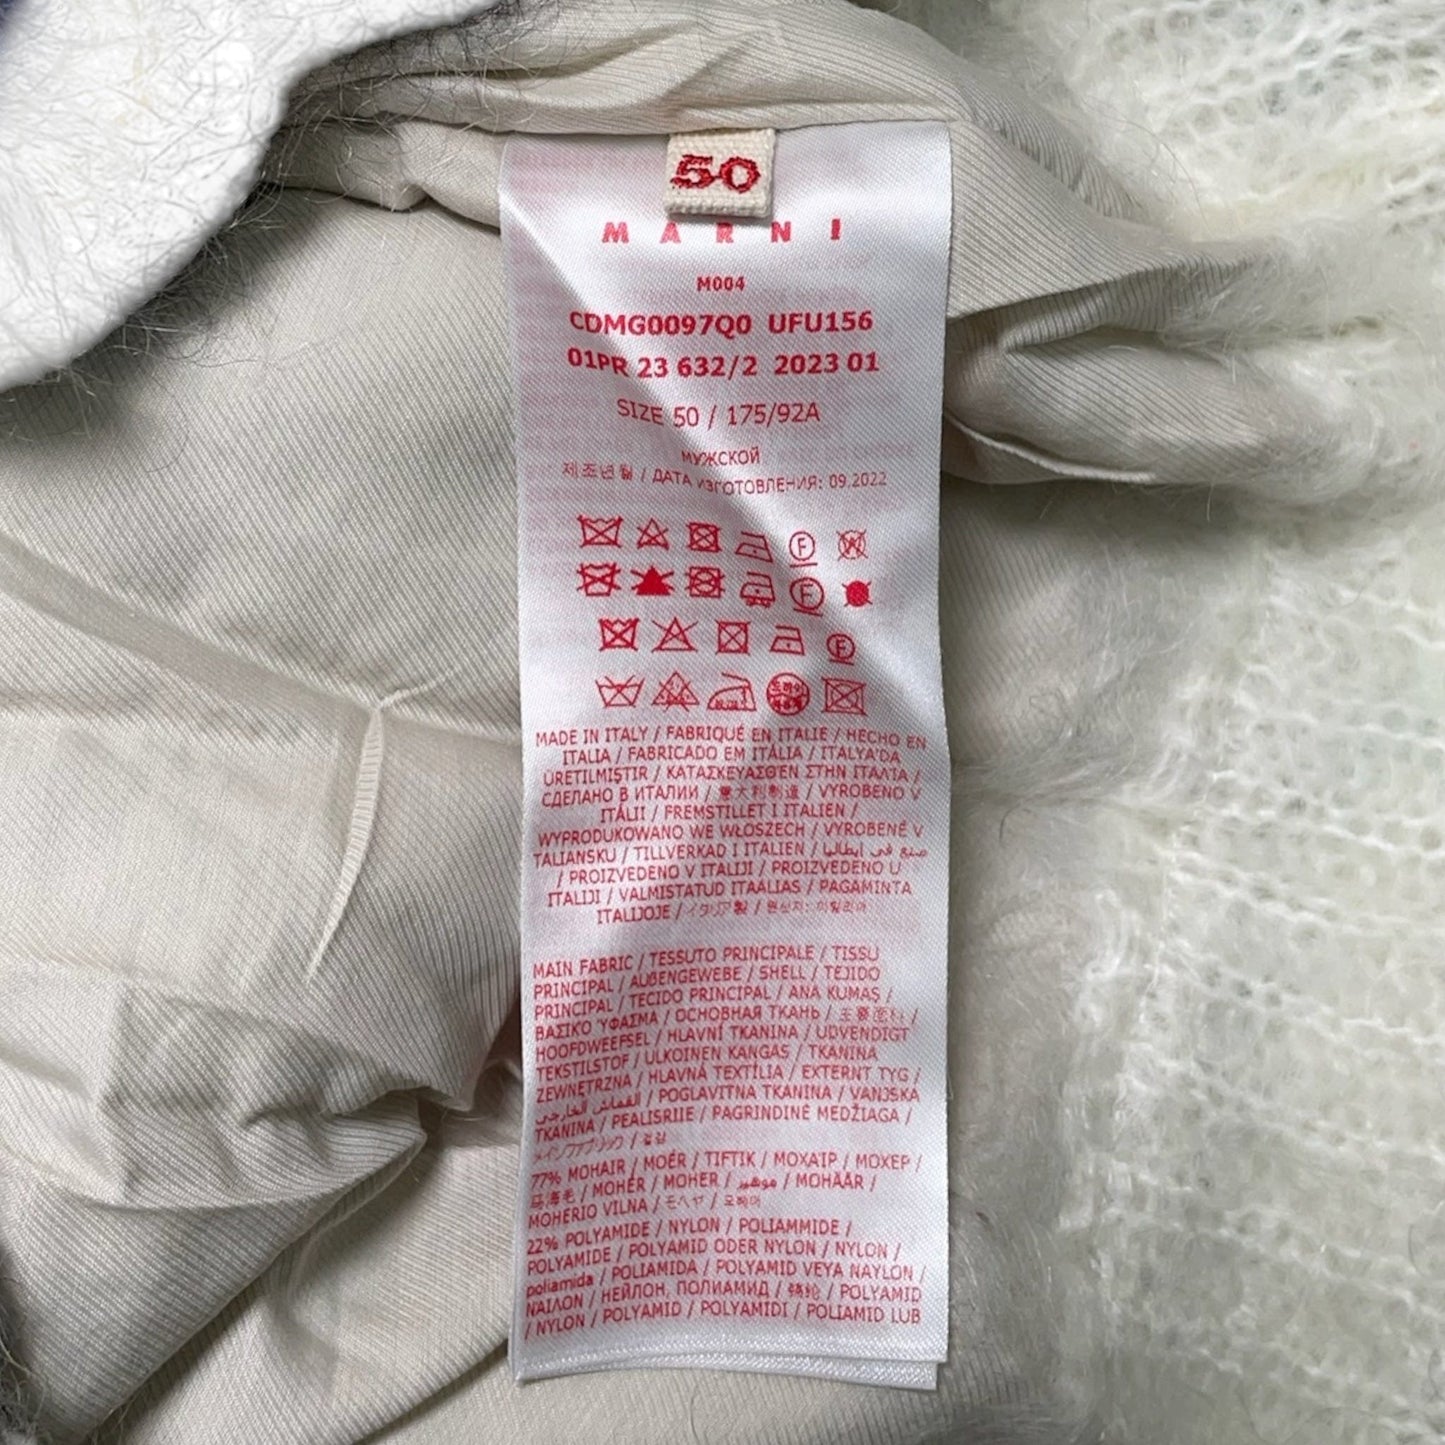 50
MARNI
M004
CDMG0097Q0 UFU156
01PR 23 632/2 2023 01
SIZE 50 / 175/92A
МУЖСКОЙ
제조년월 / ДАТА ИЗГОТОВЛЕНИЯ: 09.2022
F W
F
F
MADE IN ITALY / FABRIQUÉ EN ITALIE / HECHO EN
ITALIA / FABRICADO EM ITÁLIA / ITALYA'DA
ÜRETILMIŞTIR / ΚΑΤΑΣΚΕΥΑΣΘΈΝ ΣΤΗΝ ΙΤΑΛΊΑ /
СДЕЛАНО В ИТАЛИИ / 意大利制造 / VYROBENO V
ITÁLII / FREMSTILLET I ITALIEN /
WYPRODUKOWANO WE WŁOSZECH / VYROBENÉ V
TALIANSKU / TILLVERKAD I ITALIEN / صنع في ايطاليا
/ PROIZVEDENO V ITALIJI / PROIZVEDENO U
ITALIJI / VALMISTATUD ITAALIAS / PAGAMINTA
ITALIJOJE / イタリア製 / 원산지: 이탈리아
MAIN FABRIC / TESSUTO PRINCIPALE / TISSU
PRINCIPAL / AUßENGEWEBE / SHELL / TEJIDO
PRINCIPAL / TECIDO PRINCIPAL / ANA KUMAŞ /
ΒΑΣΙΚΌ ΎΦΑΣΜΑ / ОСНОВНАЯ ТКАНЬ / 主要面料 /
HOOFDWEEFSEL / HLAVNÍ TKANINA / UDVENDIGT
TEKSTILSTOF / ULKOINEN KANGAS / TKANINA
ZEWNĘTRZNA / HLAVNÁ TEXTÍLIA / EXTERNT TYG /
القماش الخارجي / POGLAVITNA TKANINA / VANJSKA
TKANINA / PEALISRIIE / PAGRINDINĖ MEDŽIAGA /
メインファブリック / 겉감
77% MOHAIR / MOÉR / TIFTIK / ΜΟΧΑΊΡ / МОХЕР /
马海毛 / MOHÉR / MOHER / موهير / MOHÄÄR /
MOHERIO VILNA / モヘヤ / 모헤어
22% POLYAMIDE / NYLON / POLIAMMIDE /
POLYAMIDE / POLYAMID ODER NYLON / NYLON /
poliamida / POLIAMIDA / POLYAMID VEYA NAYLON /
ΝΑΪΛΟΝ / НЕЙЛОН, ПОЛИАМИД / 锦纶 / POLYAMID
/ NYLON / POLYAMID / POLYAMIDI / POLIAMID LUB